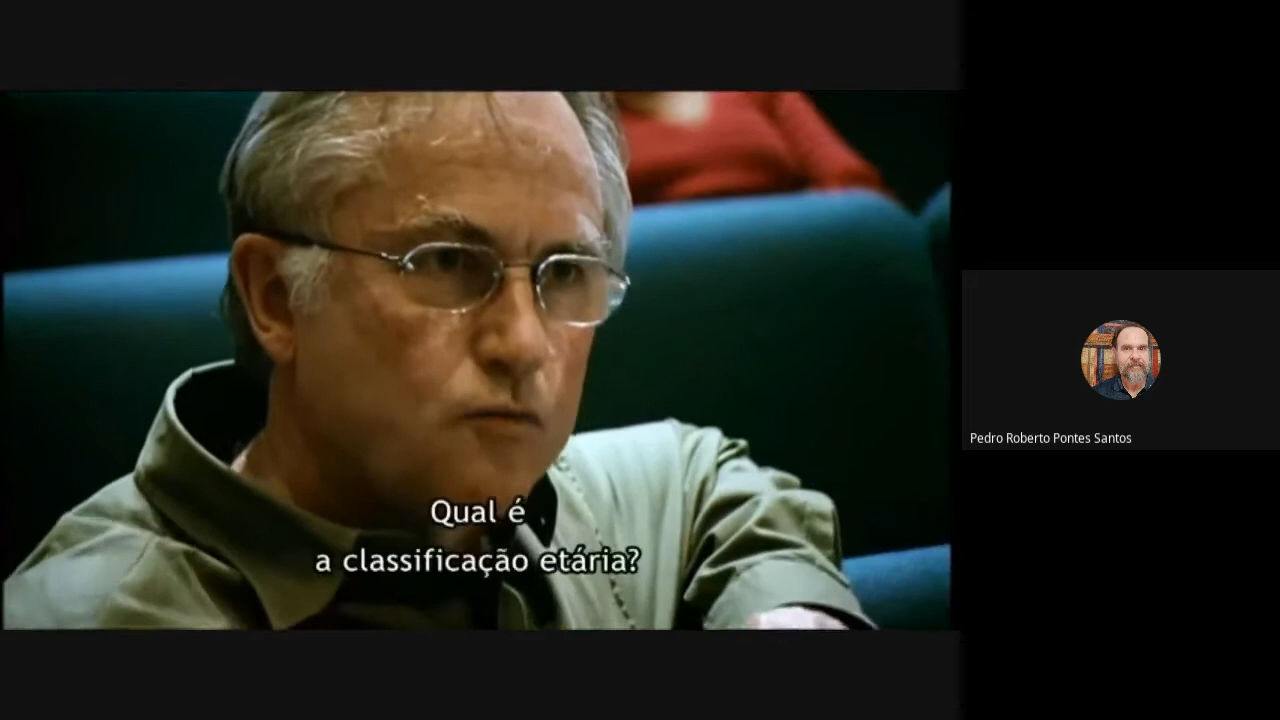 Qual é
a classificação etária?
Pedro Roberto Pontes Santos